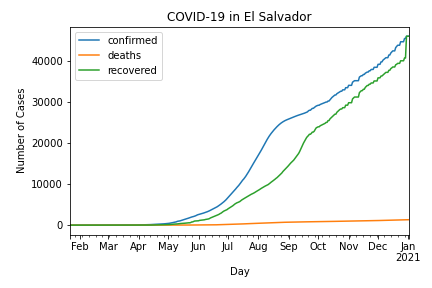 COVID-19 in El Salvador
confirmed
deaths
recovered
Number of Cases
40000
30000
20000
10000
0
Feb Mar Apr May Jun Jul Aug Sep Oct Nov Dec Jan
2021
Day